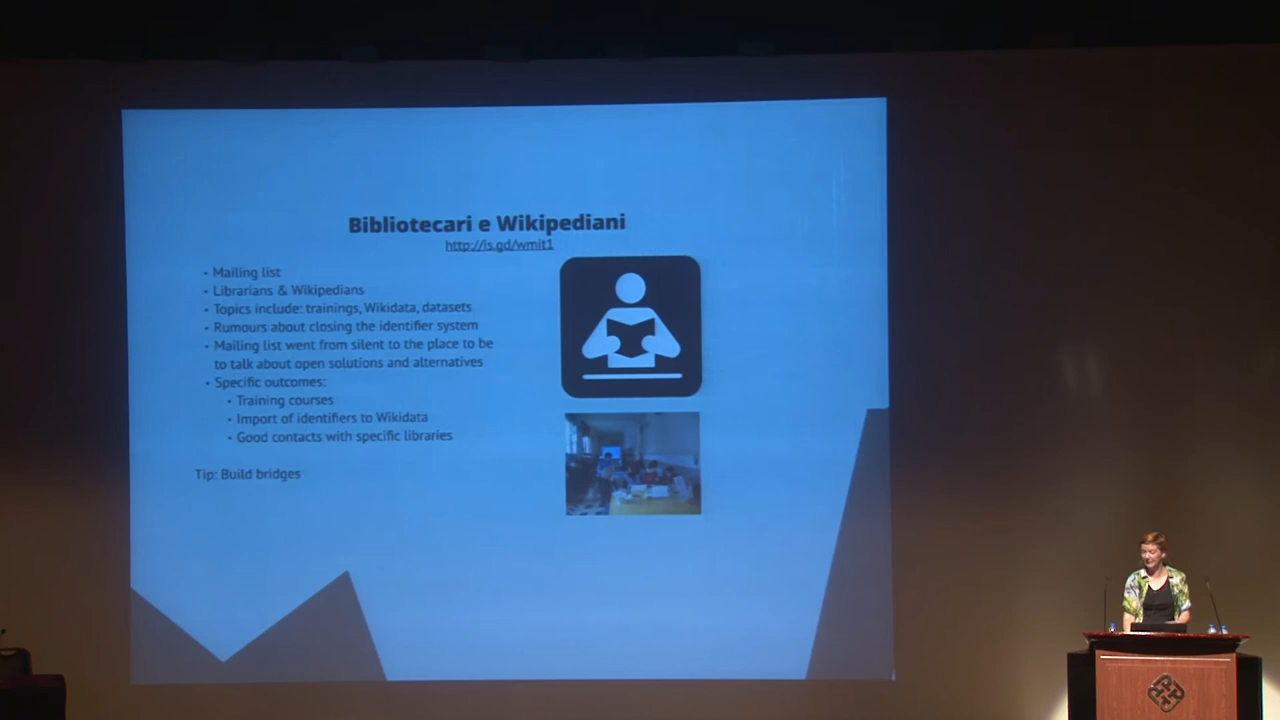 Bibliotecari e Wikipediani
http://is.gd/wmit1
• Mailing list
• Librarians & Wikipedians
• Topics include: trainings, Wikidata, datasets
• Rumours about closing the identifier system
• Mailing list went from silent to the place to be
to talk about open solutions and alternatives
• Specific outcomes:
• Training courses
• Import of identifiers to Wikidata
• Good contacts with specific libraries
Tip: Build bridges